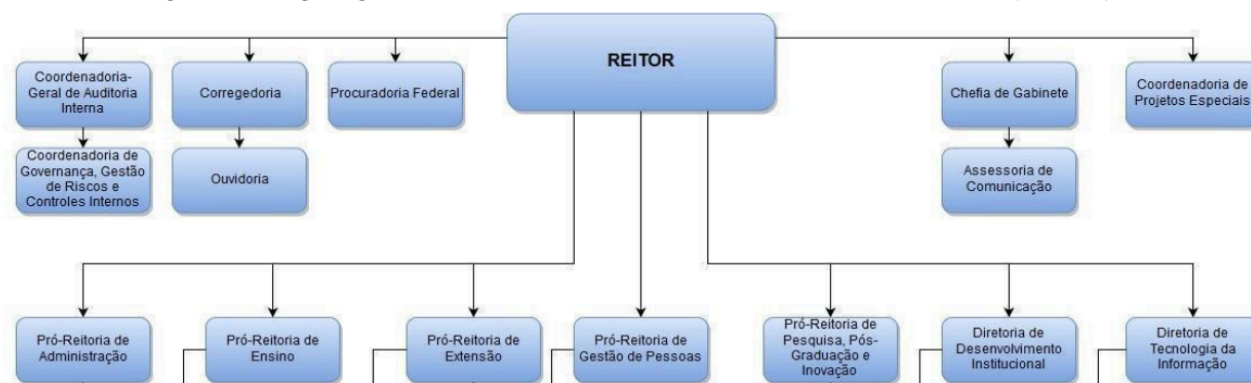 REITOR
Coordenadoria-
Geral de Auditoria
Interna
Corregedoria
Procuradoria Federal
Chefia de Gabinete
Coordenadoria de
Projetos Especiais
Coordenadoria de
Governança, Gestão
de Riscos e
Controles Internos
Ouvidoria
Assessoria de
Comunicação
Pró-Reitoria de
Administração
Pró-Reitoria de
Ensino
Pró-Reitoria de
Extensão
Pró-Reitoria de
Gestão de Pessoas
Pró-Reitoria de
Pesquisa, Pós-
Graduação e
Inovação
Diretoria de
Desenvolvimento
Institucional
Diretoria de
Tecnologia da
Informação